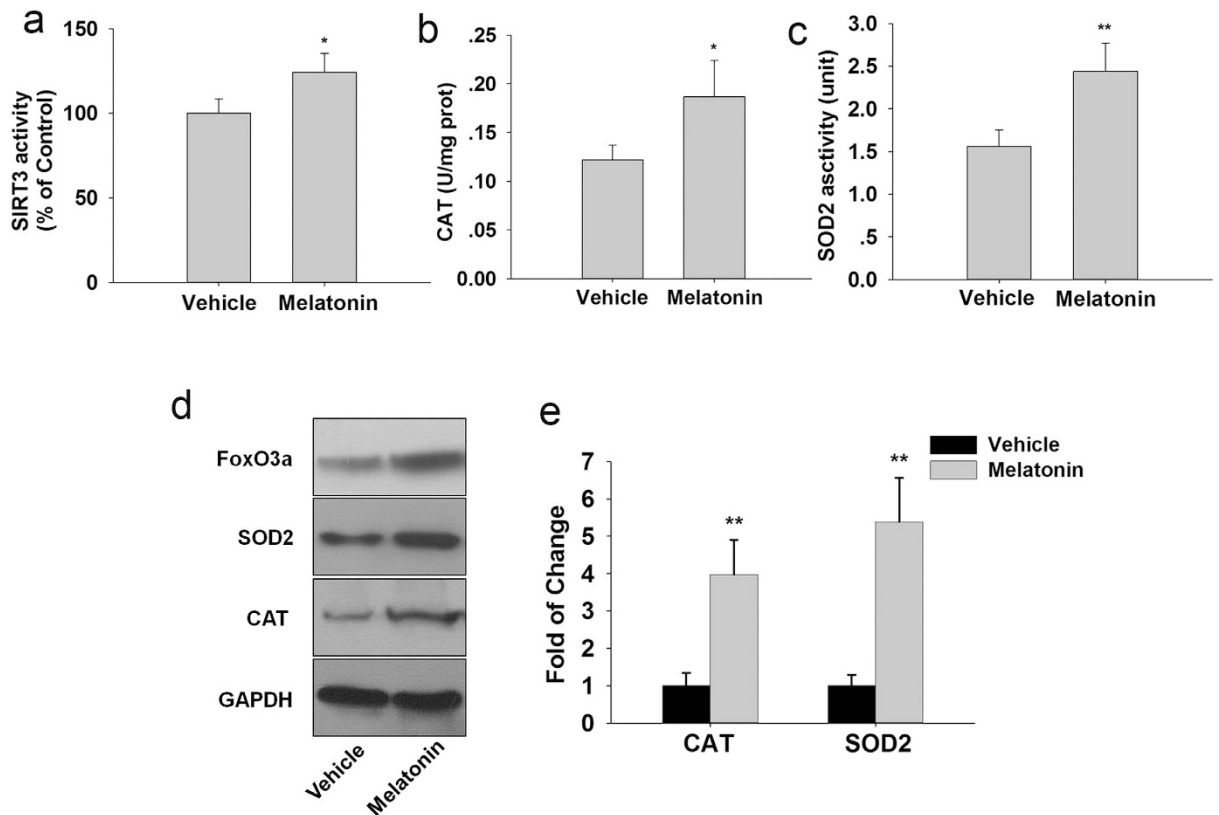 a
SIRT3 activity
(% of Control)
150
100
50
0
*
Vehicle Melatonin
b
CAT (U/mg prot)
.25
.20
.15
.10
.05
0.00
*
Vehicle Melatonin
c
SOD2 asctivity (unit)
3.0
2.5
2.0
1.5
1.0
.5
0.0
**
Vehicle Melatonin
d
FoxO3a
SOD2
CAT
GAPDH
Vehicle
Melatonin
e
Vehicle
Melatonin
Fold of Change
7
6
5
4
3
2
1
0
**
**
CAT SOD2